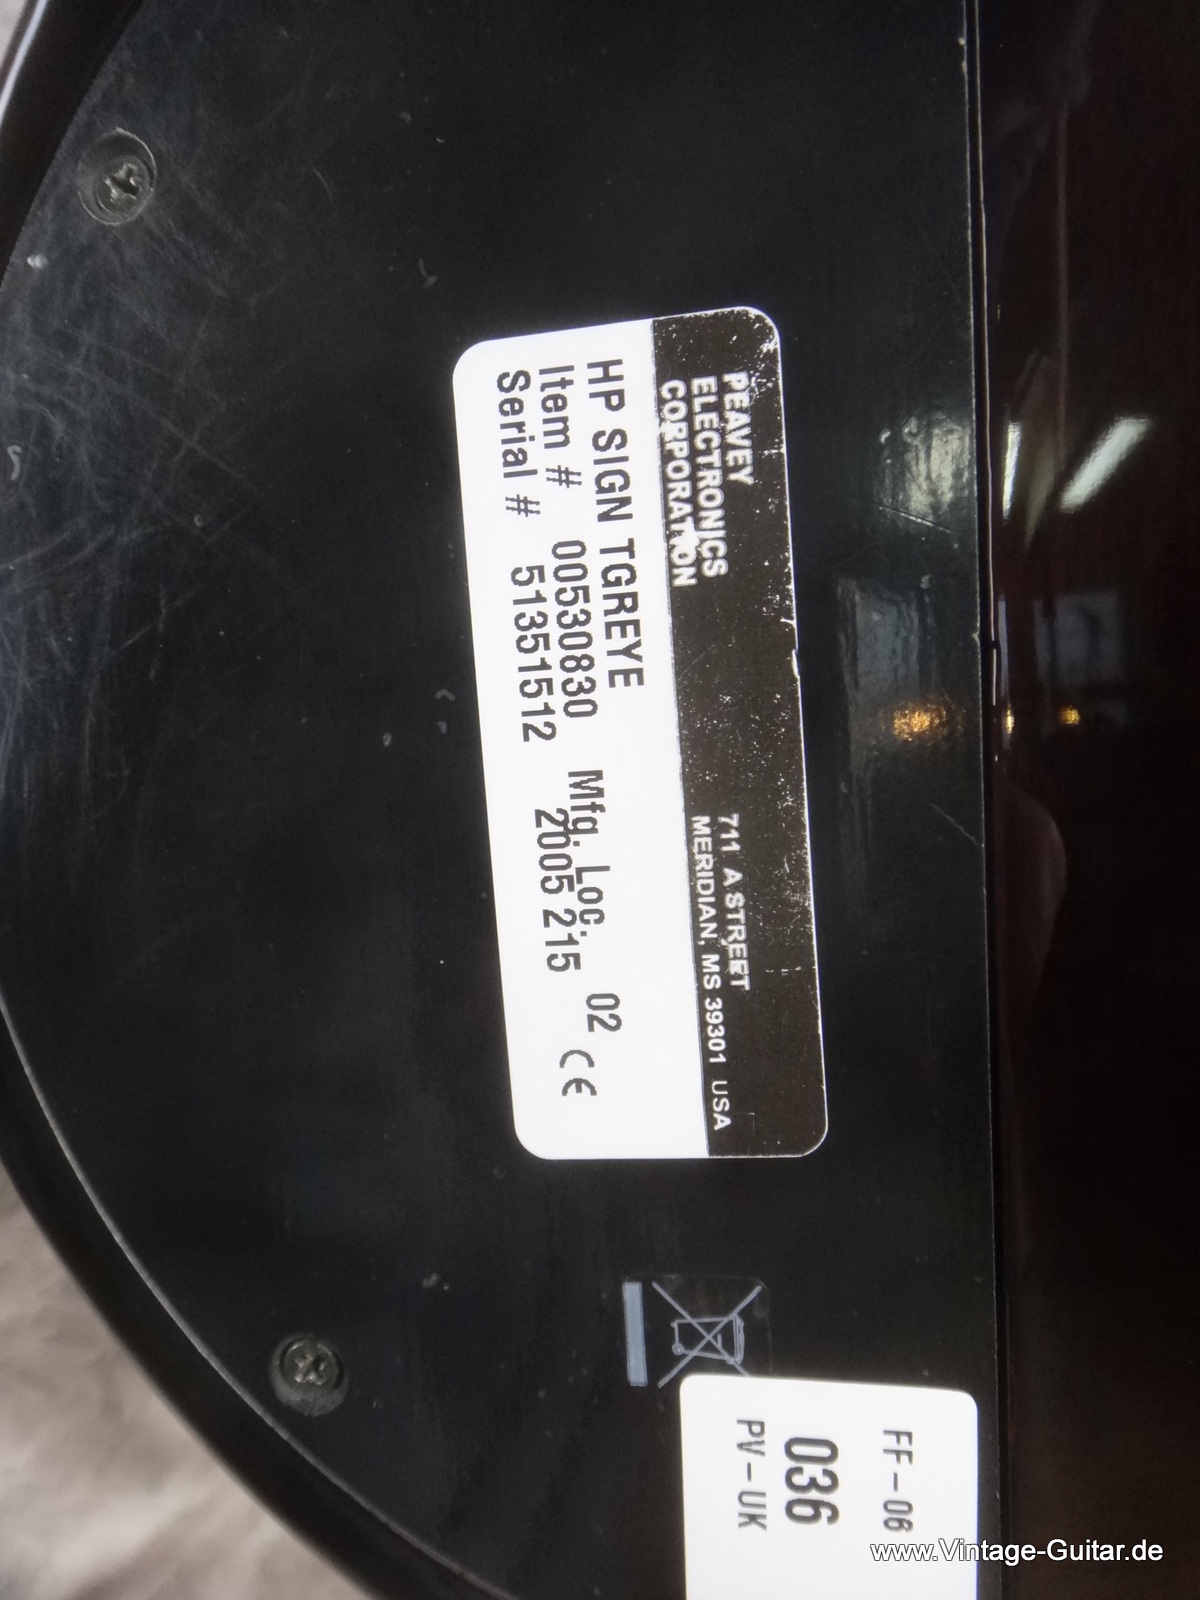 PEAVEY
ELECTRONICS
CORPORATION
711 A STREET
MERIDIAN, MS 39301 USA
HP SIGN TGREYE
Item # 00530830 Mfg. Loc. 02
Serial # 51351512 2005 215 CE
FF-06
036
PV-UK
www.Vintage-Guitar.de